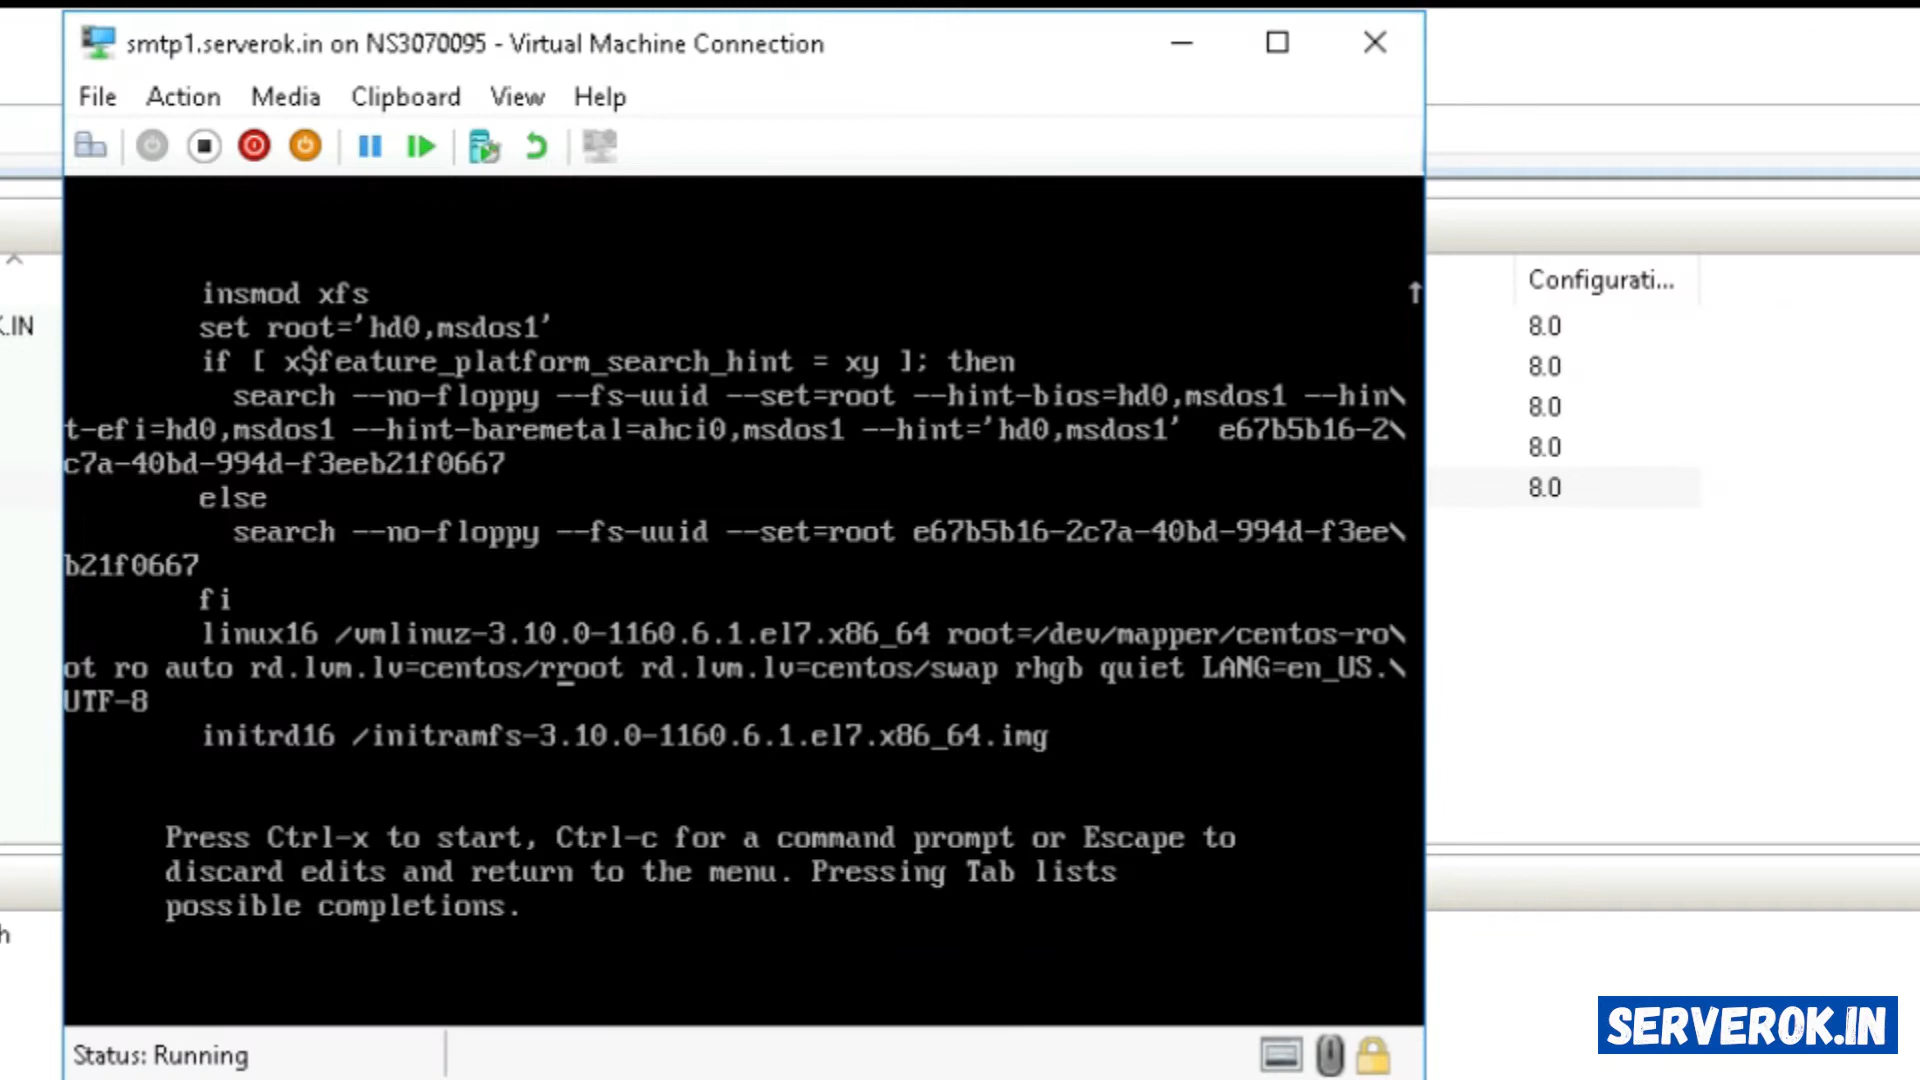 smtp1.serverok.in on NS3070095 - Virtual Machine Connection
File Action Media Clipboard View Help
insmod xfs
set root='hd0,msdos1'
if [ x$feature_platform_search_hint = xy ]; then
search --no-floppy --fs-uuid --set=root --hint-bios=hd0,msdos1 --hin\
t-efi=hd0,msdos1 --hint-baremetal=ahci0,msdos1 --hint='hd0,msdos1'  e67b5b16-2\
c7a-40bd-994d-f3eeb21f0667
else
search --no-floppy --fs-uuid --set=root e67b5b16-2c7a-40bd-994d-f3ee\
b21f0667
fi
linux16 /vmlinuz-3.10.0-1160.6.1.el7.x86_64 root=/dev/mapper/centos-ro\
ot ro auto rd.lvm.lv=centos/rroot rd.lvm.lv=centos/swap rhgb quiet LANG=en_US.\
UTF-8
initrd16 /initramfs-3.10.0-1160.6.1.el7.x86_64.img
Press Ctrl-x to start, Ctrl-c for a command prompt or Escape to
discard edits and return to the menu. Pressing Tab lists
possible completions.
Status: Running
Configurati...
8.0
8.0
8.0
8.0
8.0
.IN
h
SERVEROK.IN